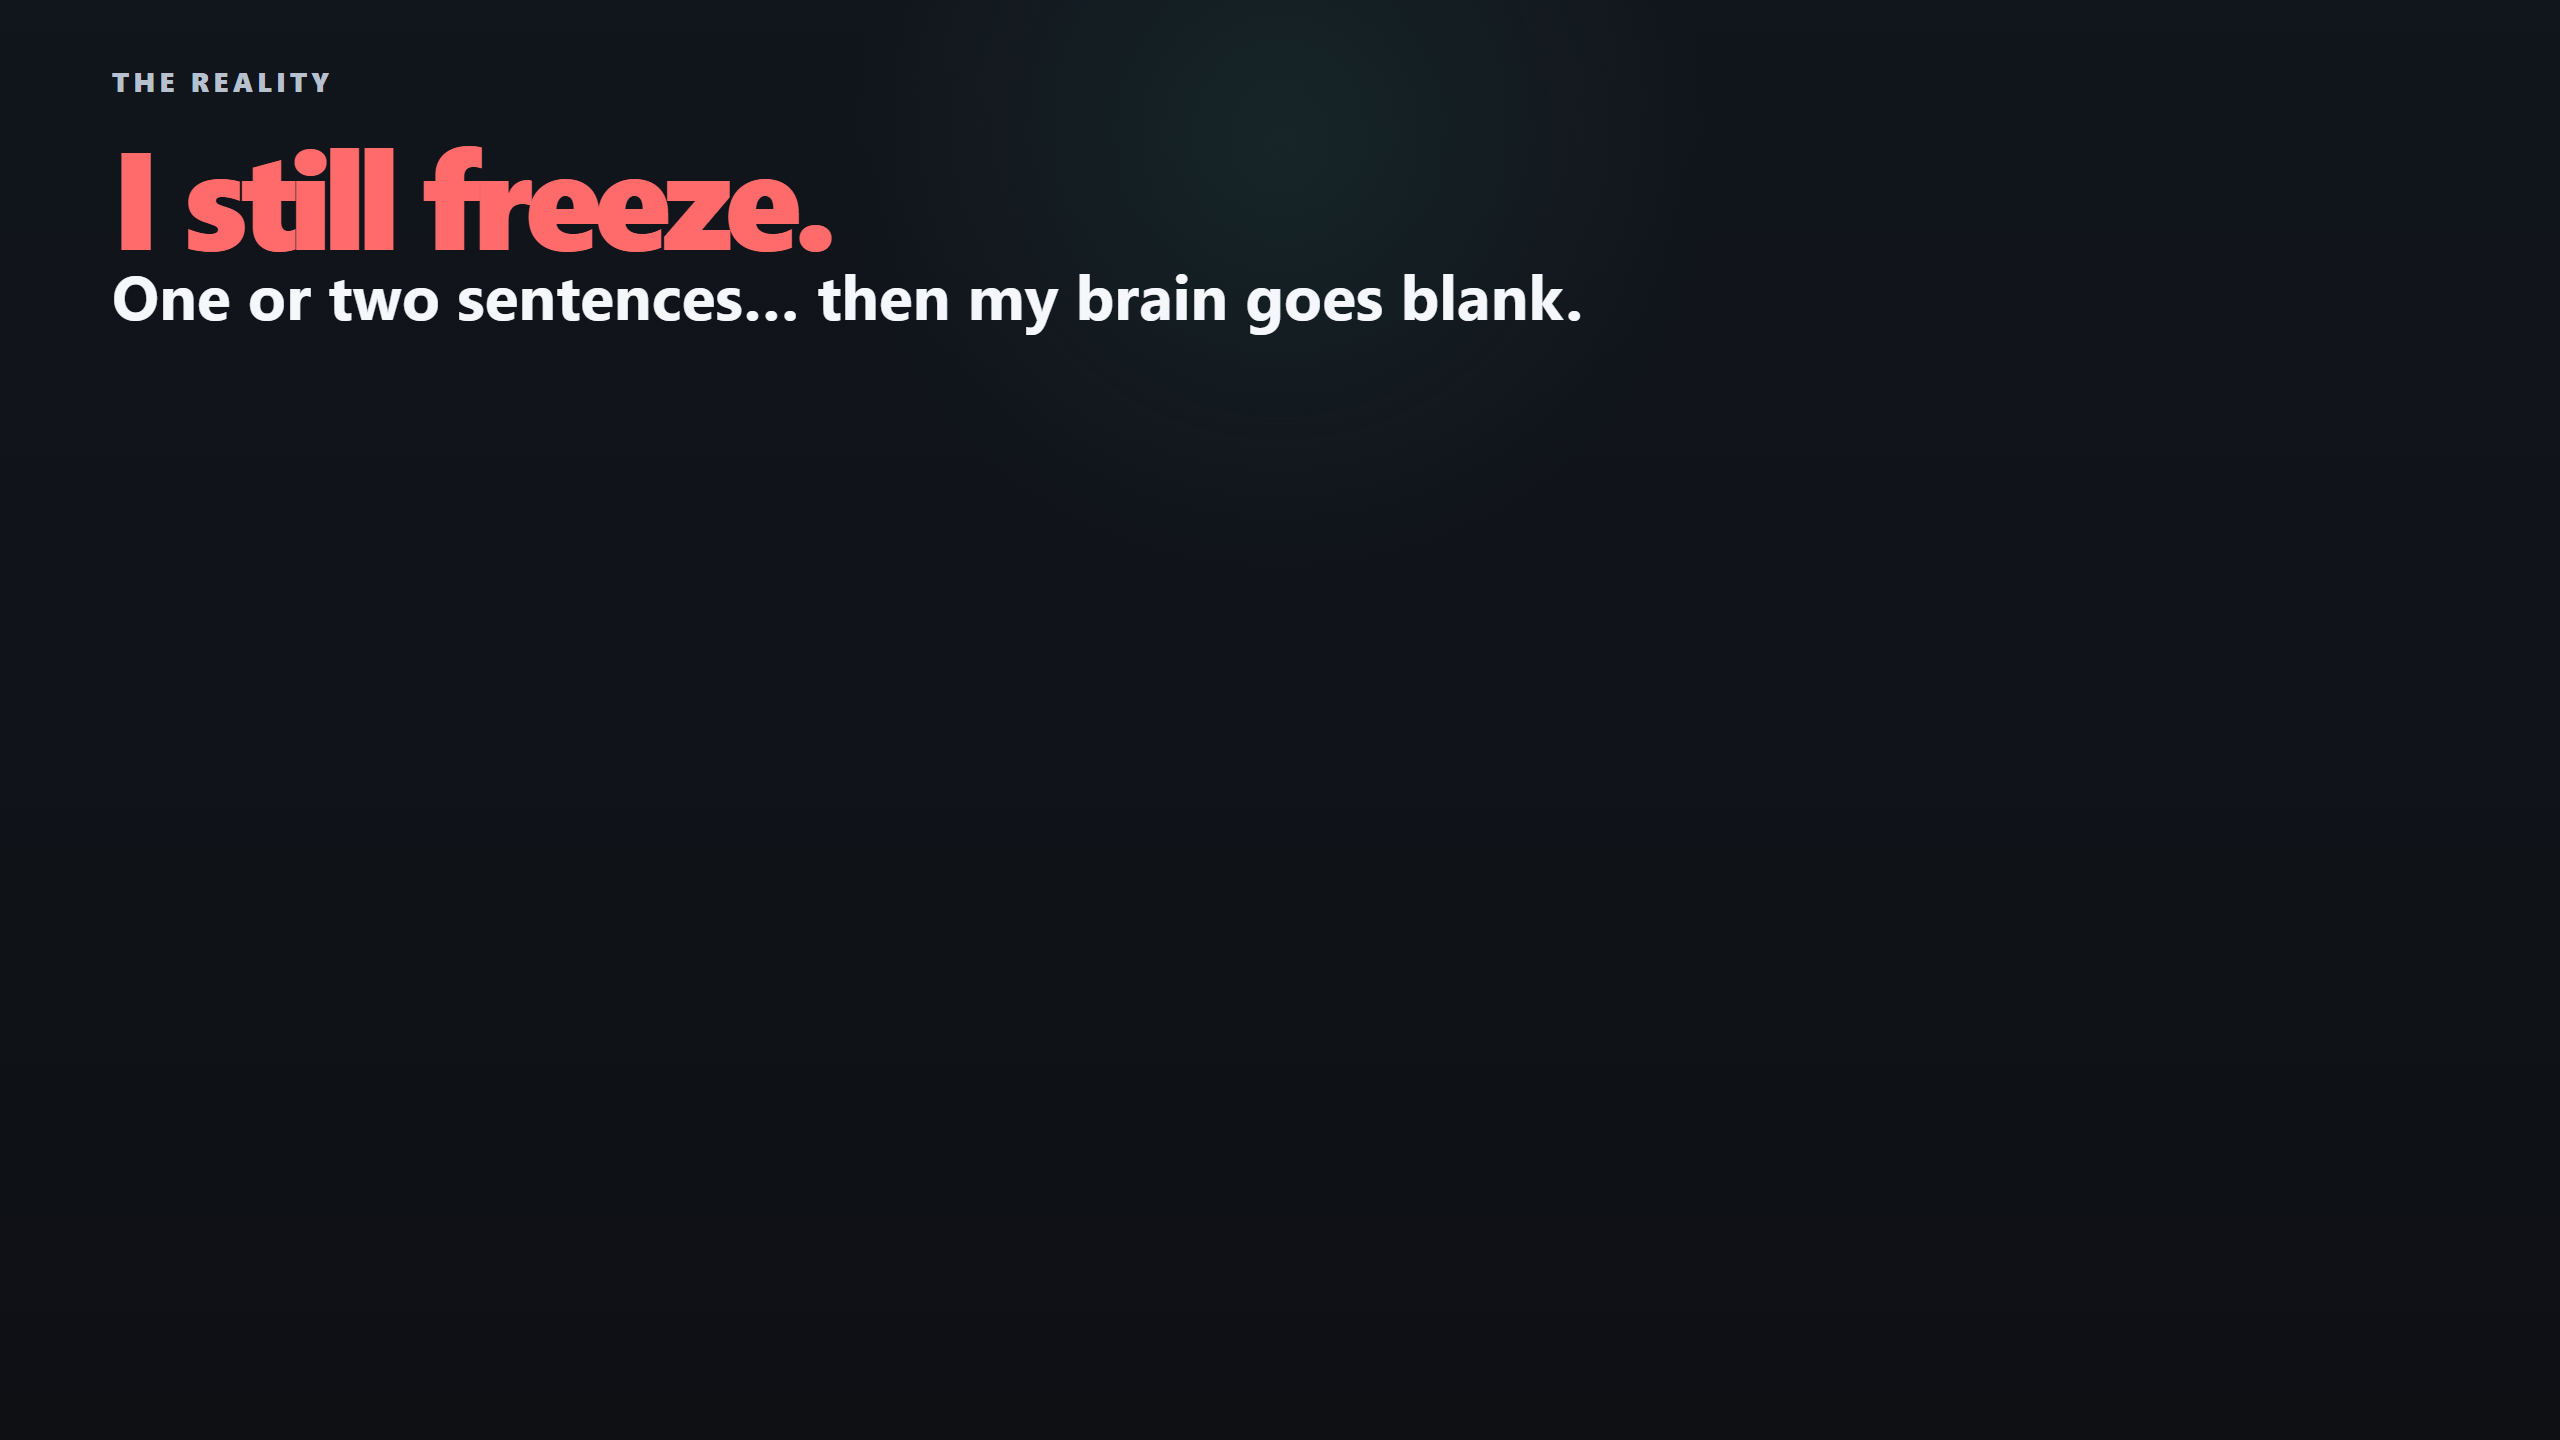 THE REALITY
I still freeze.
One or two sentences... then my brain goes blank.